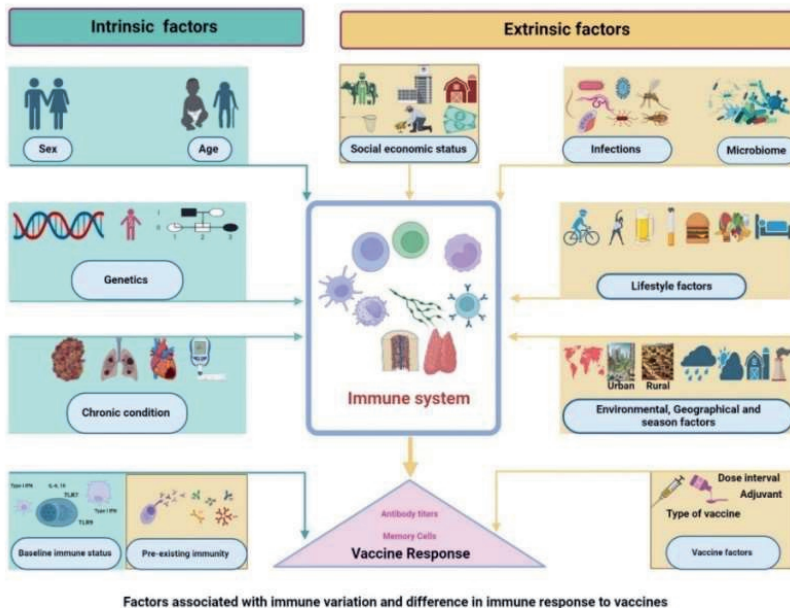 Intrinsic factors
Extrinsic factors
Sex
Age
Social economic status
Infections
Microbiome
Genetics
Lifestyle factors
Immune system
Chronic condition
Urban
Rural
Environmental, Geographical and
season factors
Type I IFN
IL-6, 10
TLR7
Type I IFN
TLR9
Baseline immune status
Pre-existing immunity
Antibody titers
Memory Cells
Vaccine Response
Dose interval
Adjuvant
Type of vaccine
Vaccine factors
Factors associated with immune variation and difference in immune response to vaccines